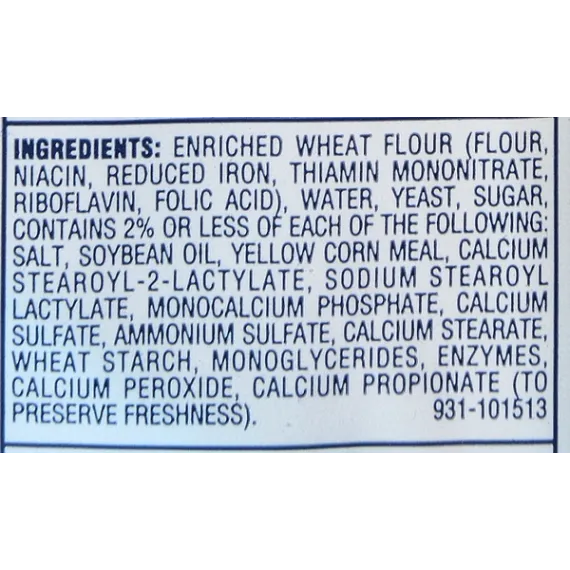 INGREDIENTS: ENRICHED WHEAT FLOUR (FLOUR,
NIACIN, REDUCED IRON, THIAMIN MONONITRATE,
RIBOFLAVIN, FOLIC ACID), WATER, YEAST, SUGAR,
CONTAINS 2% OR LESS OF EACH OF THE FOLLOWING:
SALT, SOYBEAN OIL, YELLOW CORN MEAL, CALCIUM
STEAROYL-2-LACTYLATE, SODIUM STEAROYL
LACTYLATE, MONOCALCIUM PHOSPHATE, CALCIUM
SULFATE, AMMONIUM SULFATE, CALCIUM STEARATE,
WHEAT STARCH, MONOGLYCERIDES, ENZYMES,
CALCIUM PEROXIDE, CALCIUM PROPIONATE (TO
PRESERVE FRESHNESS). 931-101513